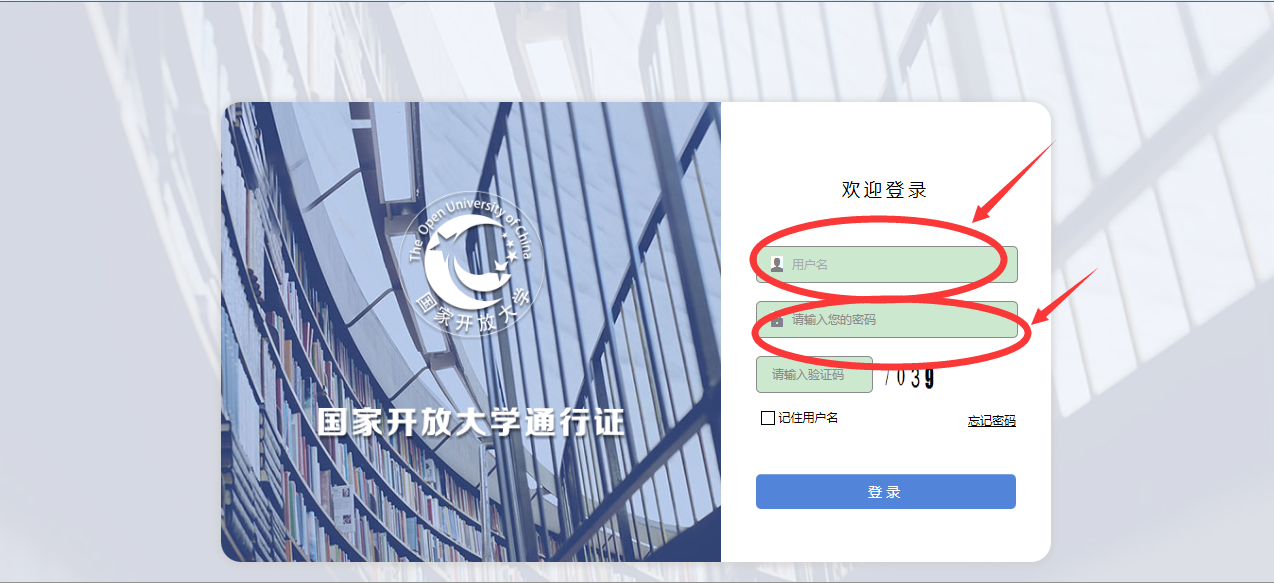 The Open University of China
国家开放大学
国家开放大学通行证
欢迎登录
用户名
请输入您的密码
请输入验证码
7039
记住用户名
忘记密码
登录